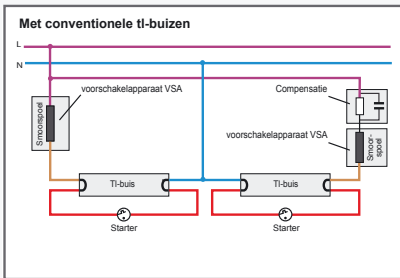 Met conventionele tl-buizen
L
N
voorschakelapparaat VSA
Compensatie
Smoorspoel
voorschakelapparaat VSA
Smoor-
spoel
Tl-buis
Tl-buis
Starter
Starter